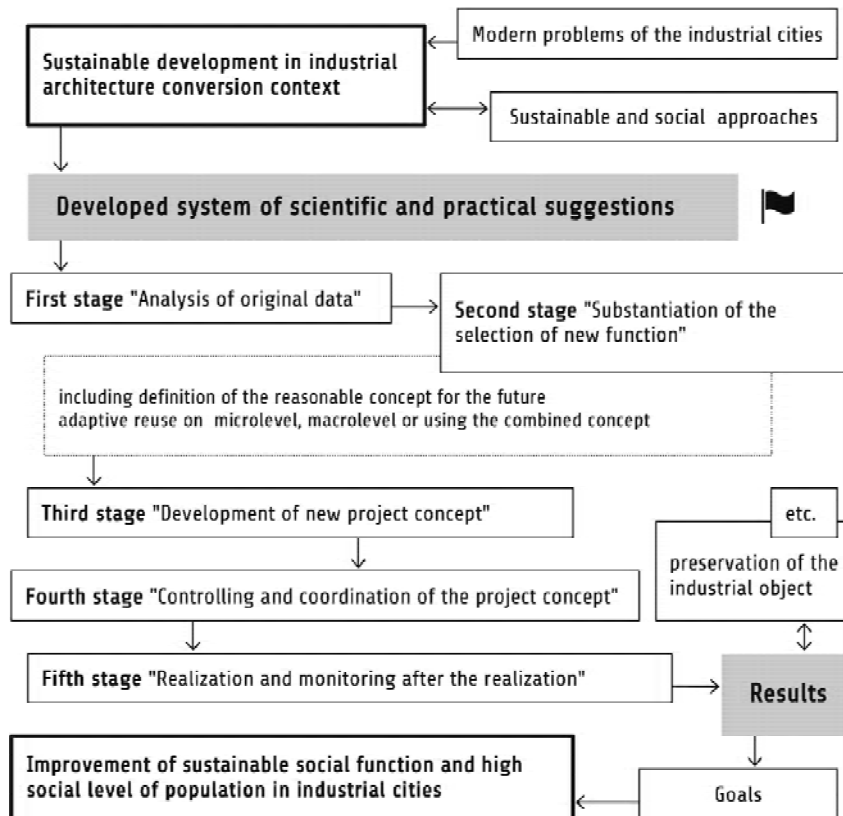 Modern problems of the industrial cities
Sustainable development in industrial
architecture conversion context
Sustainable and social approaches
Developed system of scientific and practical suggestions
First stage "Analysis of original data"
Second stage "Substantiation of the
selection of new function"
including definition of the reasonable concept for the future
adaptive reuse on microlevel, macrolevel or using the combined concept
Third stage "Development of new project concept"
etc.
preservation of the
industrial object
Fourth stage "Controlling and coordination of the project concept"
Fifth stage "Realization and monitoring after the realization"
Results
Improvement of sustainable social function and high
social level of population in industrial cities
Goals